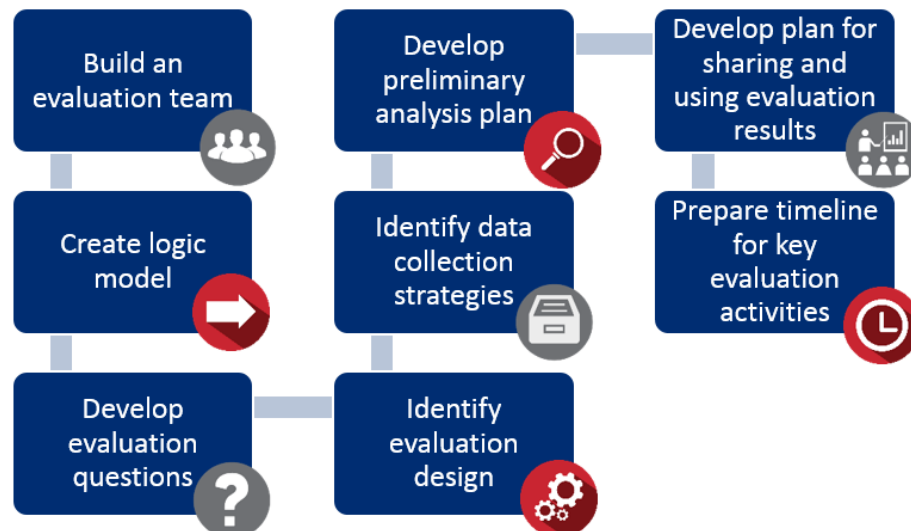 Build an
evaluation team
Create logic
model
Develop
evaluation
questions
?
Identify
evaluation
design
Identify data
collection
strategies
Develop
preliminary
analysis plan
Develop plan for
sharing and
using evaluation
results
Prepare timeline
for key
evaluation
activities